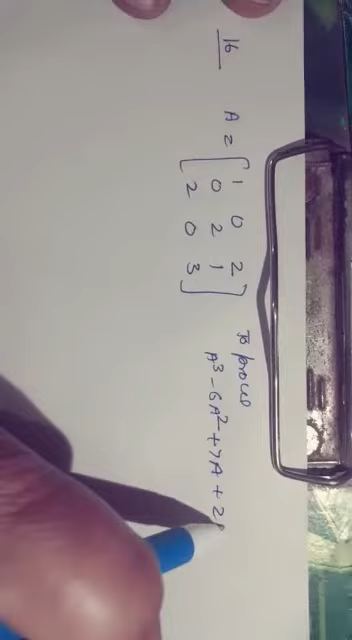 16 A = [1 0 2
0 2 1
2 0 3]
To prove
A³-6A²+7A+2